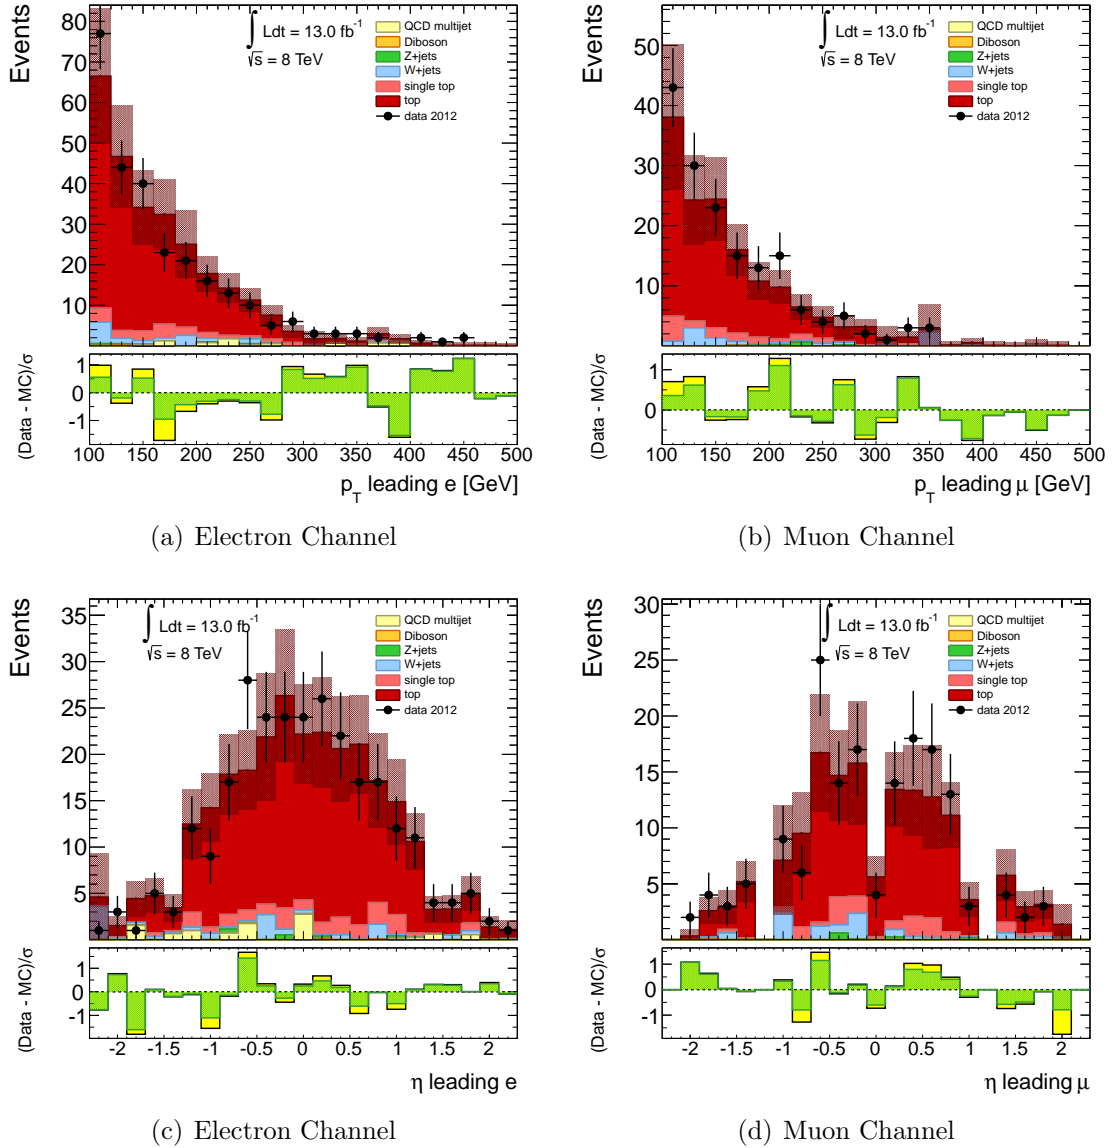 Events
80
70
60
50
40
30
20
10
∫ Ldt = 13.0 fb⁻¹
√s = 8 TeV
QCD multijet
Diboson
Z+jets
W+jets
single top
top
data 2012
(Data - MC)/σ
1
0
-1
100 150 200 250 300 350 400 450 500
p_T leading e [GeV]
(a) Electron Channel
Events
50
40
30
20
10
∫ Ldt = 13.0 fb⁻¹
√s = 8 TeV
QCD multijet
Diboson
Z+jets
W+jets
single top
top
data 2012
(Data - MC)/σ
1
0
100 150 200 250 300 350 400 450 500
p_T leading μ [GeV]
(b) Muon Channel
Events
35
30
25
20
15
10
5
∫ Ldt = 13.0 fb⁻¹
√s = 8 TeV
QCD multijet
Diboson
Z+jets
W+jets
single top
top
data 2012
(Data - MC)/σ
1
0
-1
-2 -1.5 -1 -0.5 0 0.5 1 1.5 2
η leading e
(c) Electron Channel
Events
30
25
20
15
10
5
∫ Ldt = 13.0 fb⁻¹
√s = 8 TeV
QCD multijet
Diboson
Z+jets
W+jets
single top
top
data 2012
(Data - MC)/σ
1
0
-1
-2 -1.5 -1 -0.5 0 0.5 1 1.5 2
η leading μ
(d) Muon Channel